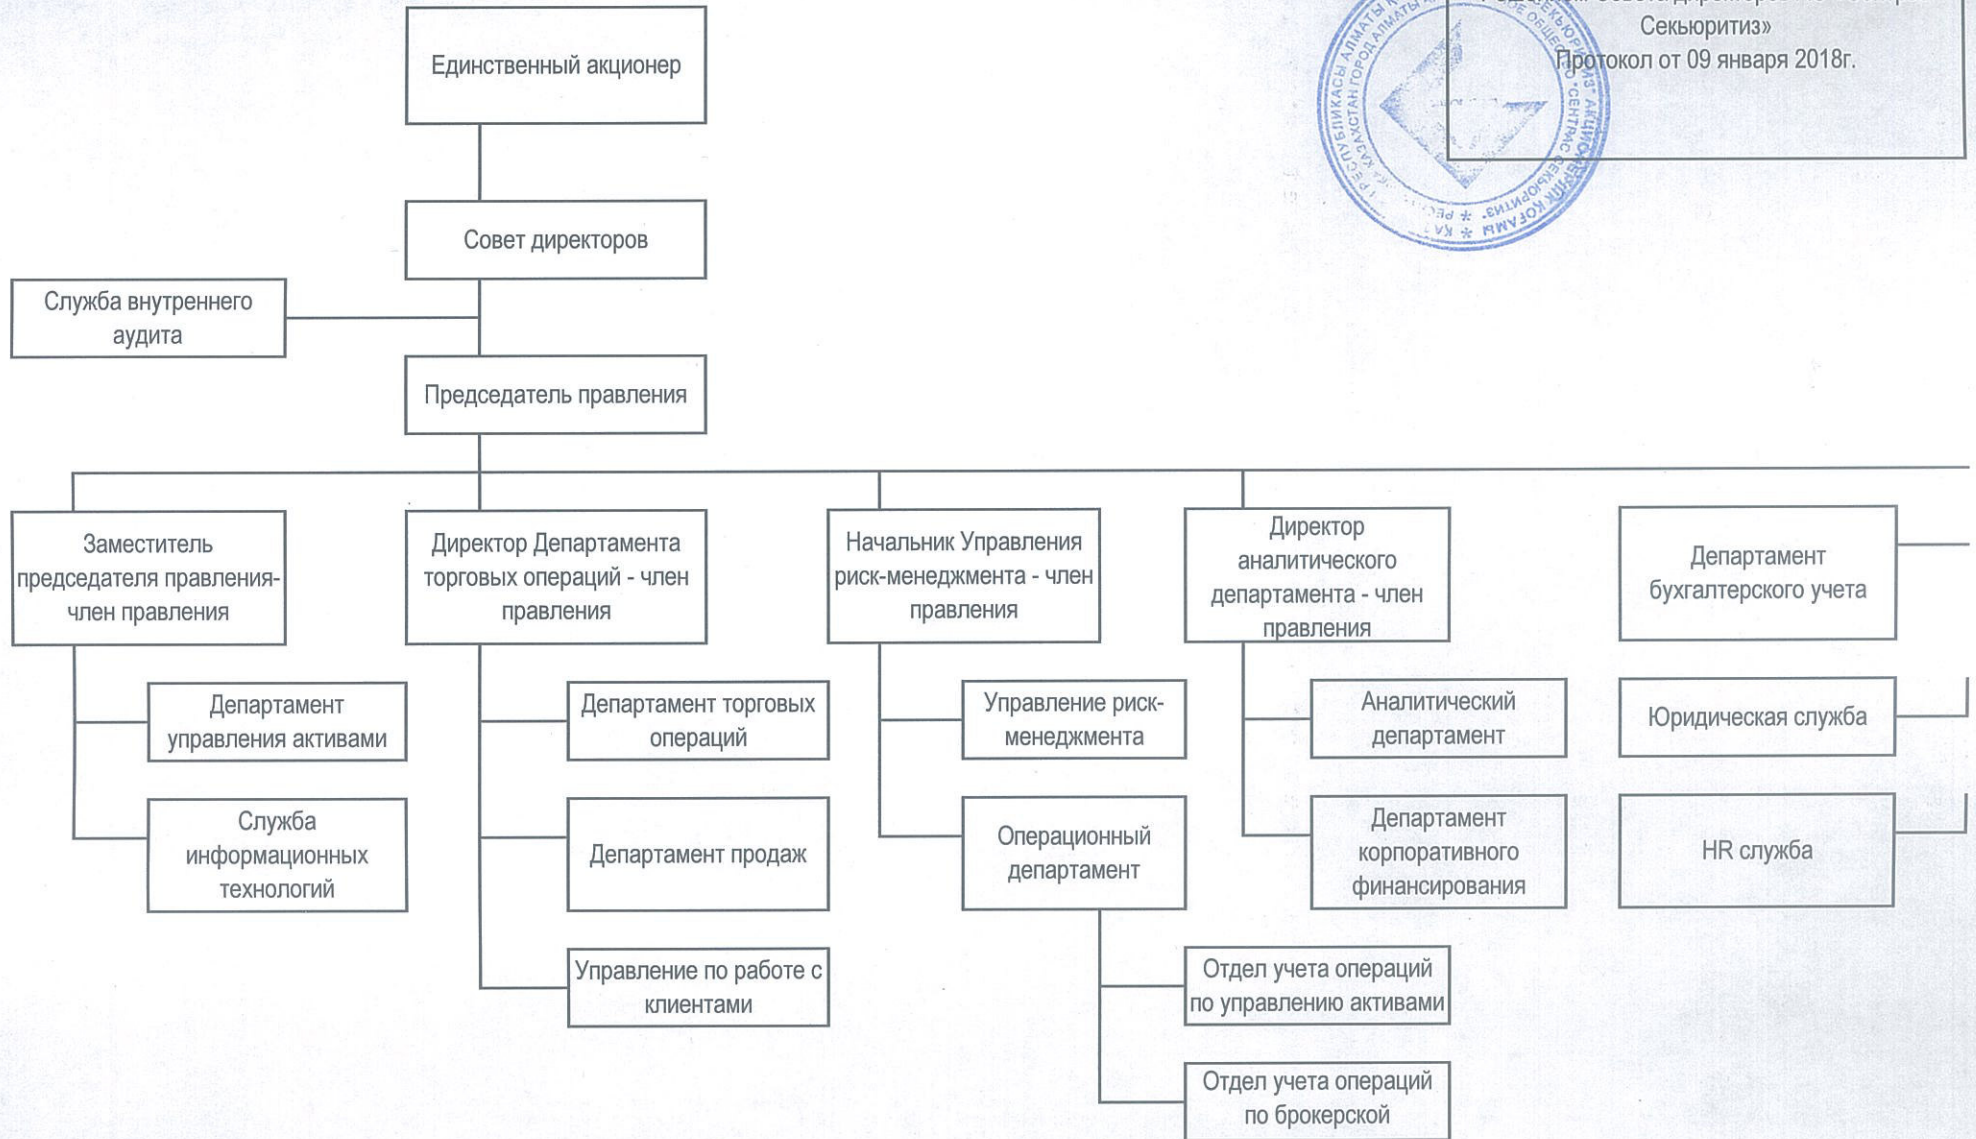 Секьюритиз»
Протокол от 09 января 2018г.
Единственный акционер
Совет директоров
Служба внутреннего
аудита
Председатель правления
Заместитель
председателя правления-
член правления
Директор Департамента
торговых операций - член
правления
Начальник Управления
риск-менеджмента - член
правления
Директор
аналитического
департамента - член
правления
Департамент
бухгалтерского учета
Департамент
управления активами
Департамент торговых
операций
Управление риск-
менеджмента
Аналитический
департамент
Юридическая служба
Служба
информационных
технологий
Департамент продаж
Операционный
департамент
Департамент
корпоративного
финансирования
HR служба
Управление по работе с
клиентами
Отдел учета операций
по управлению активами
Отдел учета операций
по брокерской